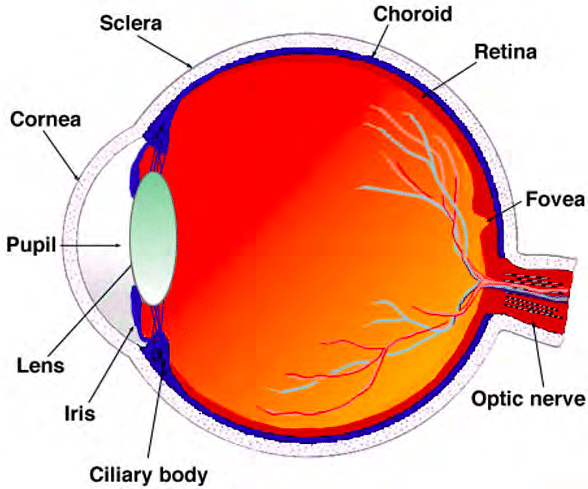 Choroid
Sclera
Retina
Cornea
Fovea
Pupil
Lens
Optic nerve
Iris
Ciliary body